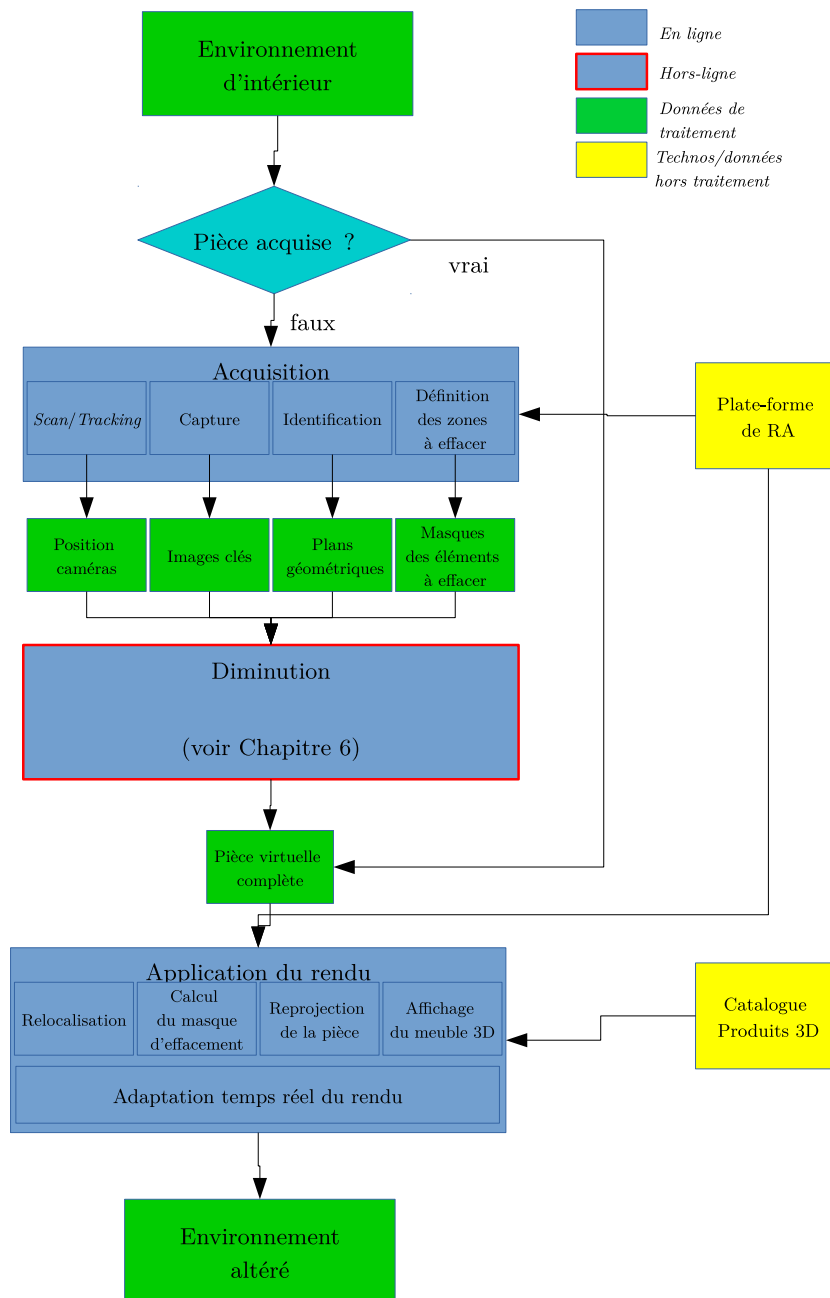 Environnement
d'intérieur
En ligne
Hors-ligne
Données de
traitement
Technos/données
hors traitement
Pièce acquise ?
vrai
faux
Acquisition
Scan/Tracking
Capture
Identification
Définition
des zones
à effacer
Plate-forme
de RA
Position
caméras
Images clés
Plans
géométriques
Masques
des éléments
à effacer
Diminution
(voir Chapitre 6)
Pièce virtuelle
complète
Application du rendu
Relocalisation
Calcul
du masque
d'effacement
Reprojection
de la pièce
Affichage
du meuble 3D
Catalogue
Produits 3D
Adaptation temps réel du rendu
Environnement
altéré